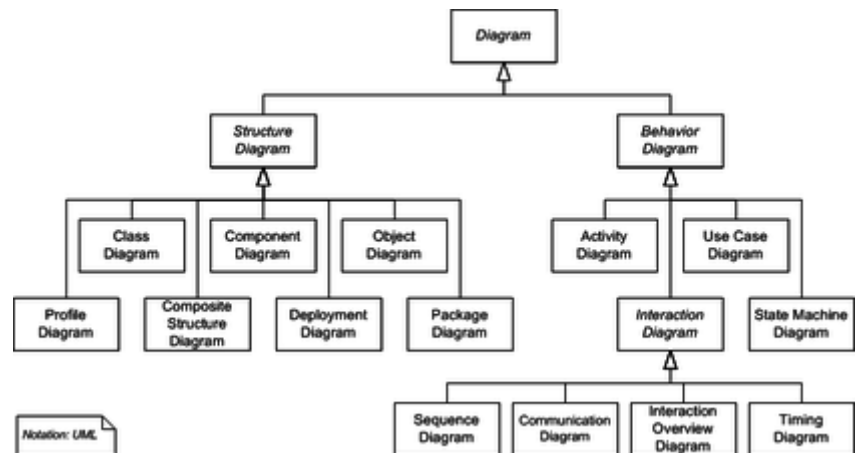 Diagram
Structure
Diagram
Behavior
Diagram
Class
Diagram
Component
Diagram
Object
Diagram
Activity
Diagram
Use Case
Diagram
Profile
Diagram
Composite
Structure
Diagram
Deployment
Diagram
Package
Diagram
Interaction
Diagram
State Machine
Diagram
Sequence
Diagram
Communication
Diagram
Interaction
Overview
Diagram
Timing
Diagram
Notation: UML